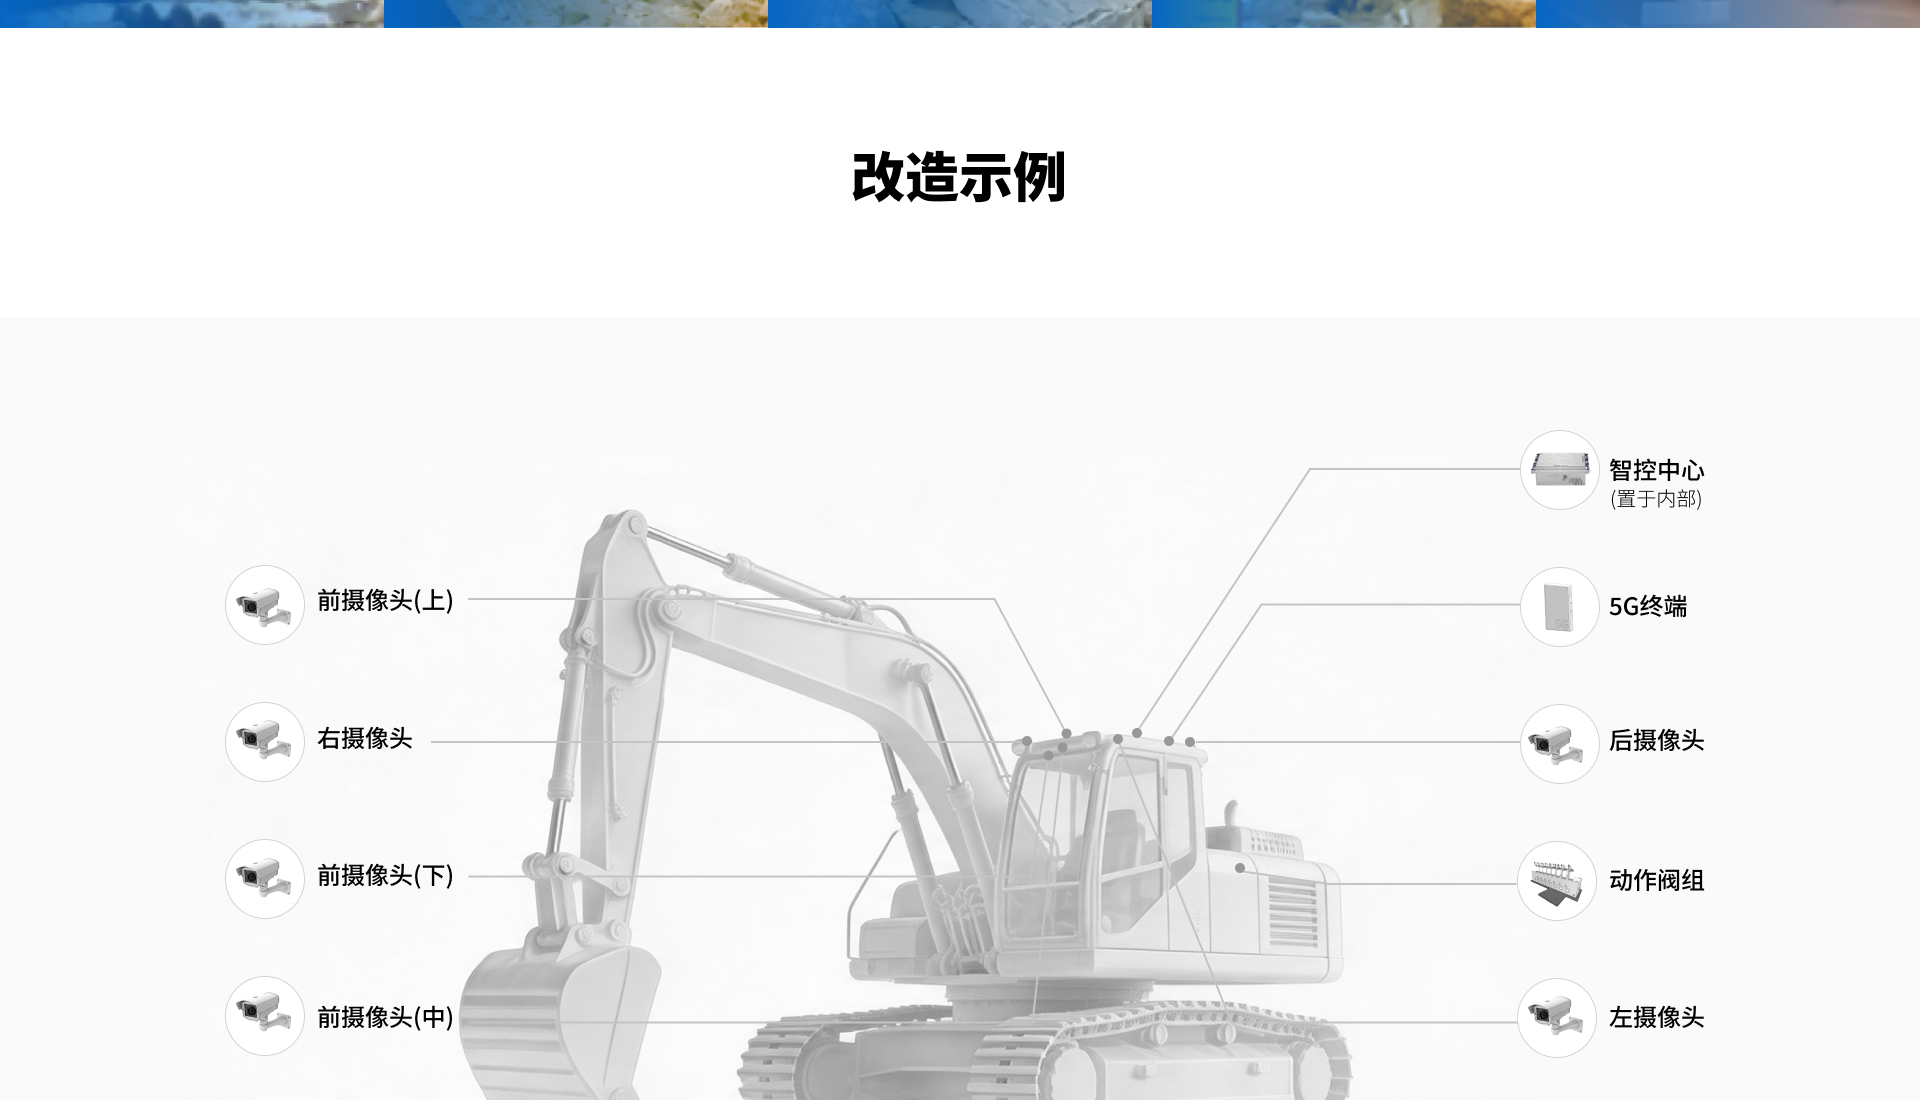 改造示例
前摄像头(上)
右摄像头
前摄像头(下)
前摄像头(中)
智控中心
(置于内部)
5G终端
后摄像头
动作阀组
左摄像头